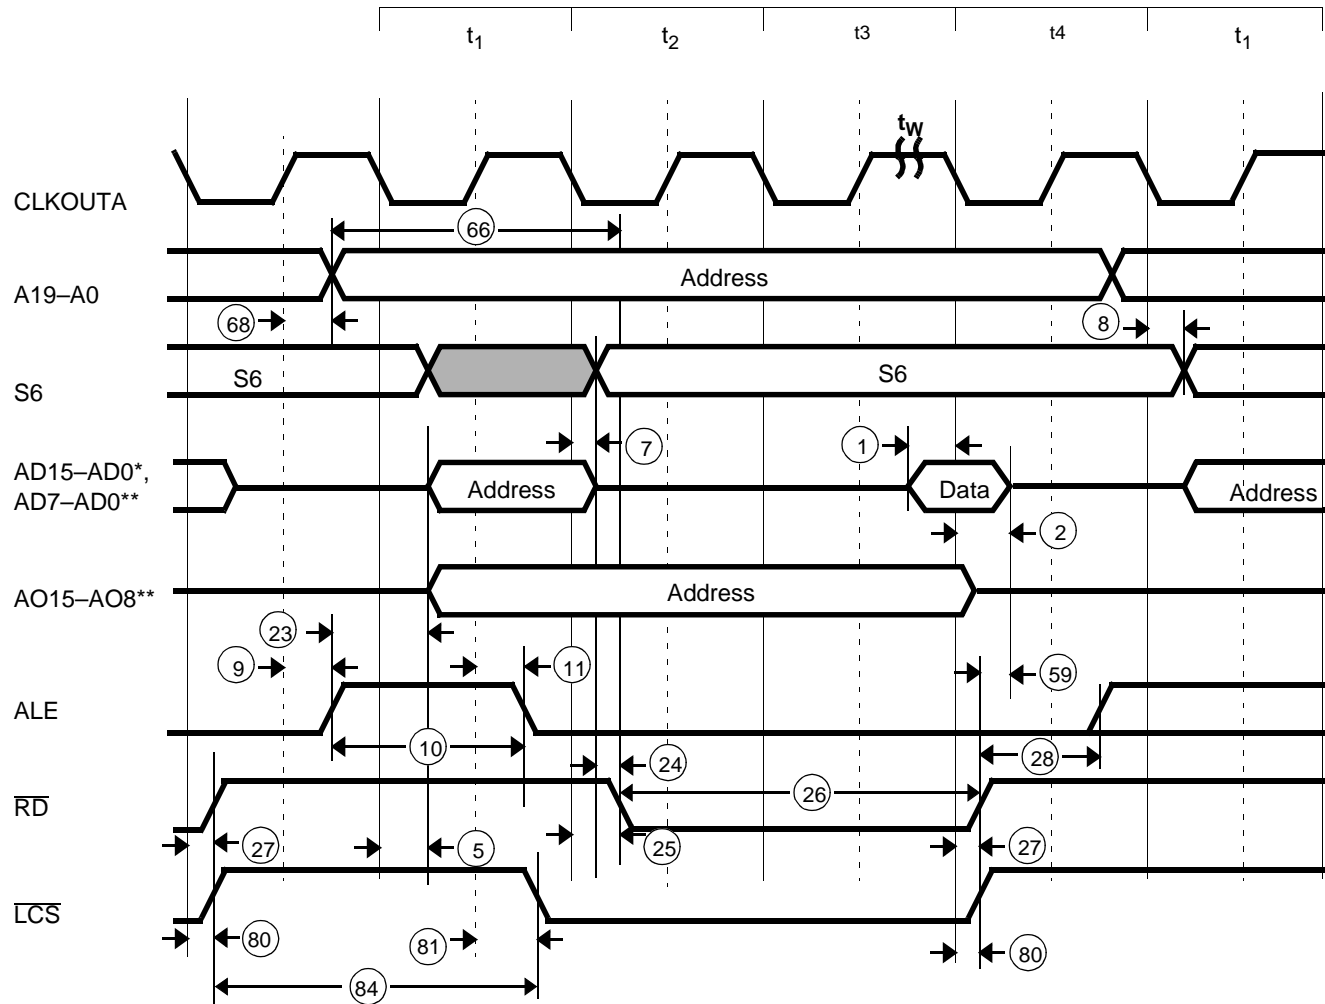 t1 t2 t3 t4 t1
tW
CLKOUTA
66
A19–A0 Address
68 8
S6 S6 S6
7 1
AD15–AD0*, AD7–AD0** Address Data Address
2
AO15–AO8** Address
23
9 11 59
ALE
10 24 28
RD 26
27 5 25 27
LCS
80 81 80
84